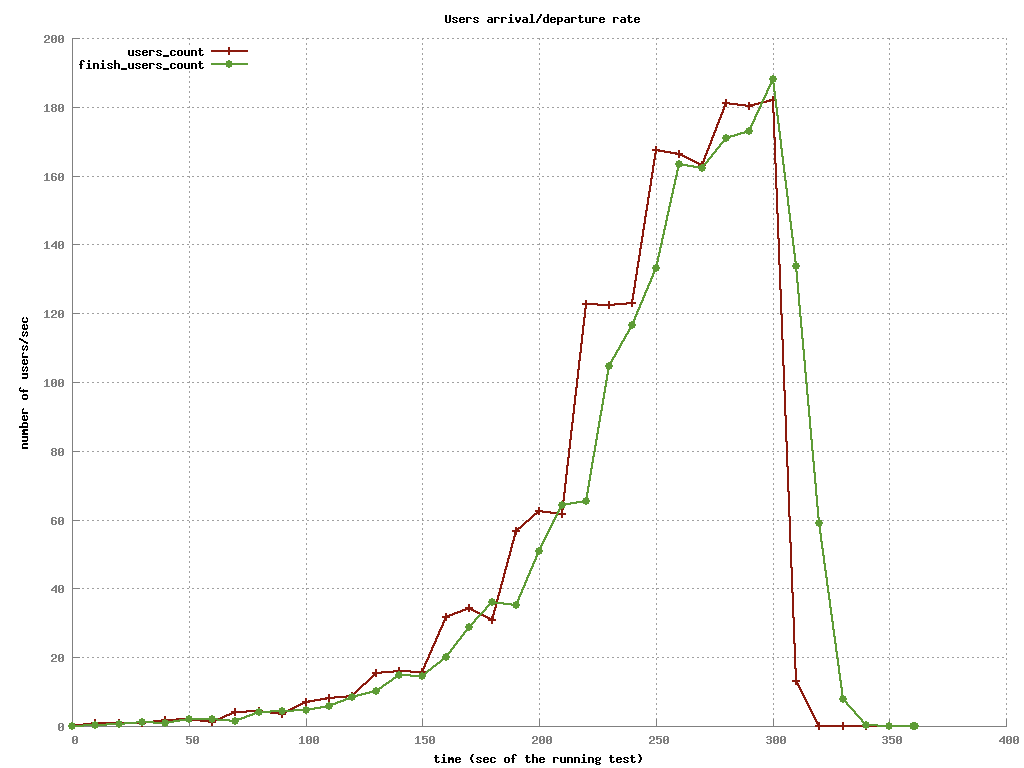 Users arrival/departure rate
200
users_count
finish_users_count
180
160
140
120
number of users/sec
100
80
60
40
20
0
0 50 100 150 200 250 300 350 400
time (sec of the running test)